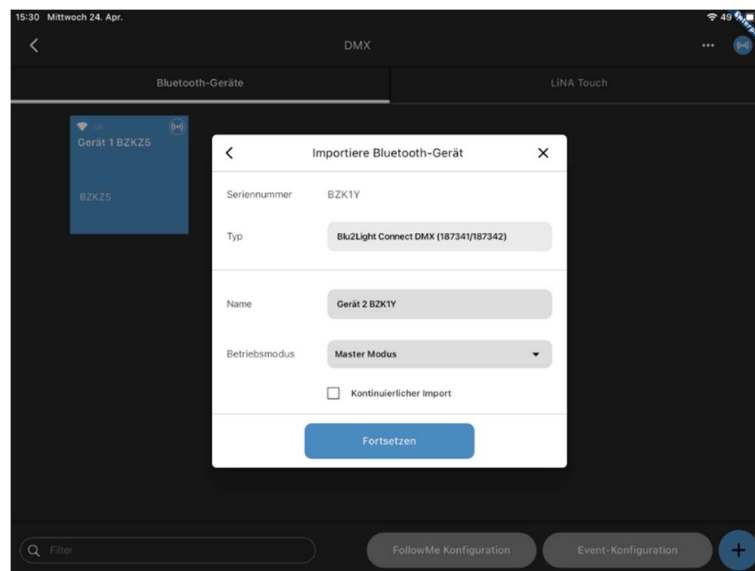 15:30 Mittwoch 24. Apr.
49
DMX
Bluetooth-Geräte
LiNA Touch
Gerät 1 BZKZ5
BZKZ5
Importiere Bluetooth-Gerät
Seriennummer BZK1Y
Typ Blu2Light Connect DMX (187341/187342)
Name Gerät 2 BZK1Y
Betriebsmodus Master Modus
Kontinuierlicher Import
Fortsetzen
Filter
FollowMe Konfiguration
Event-Konfiguration